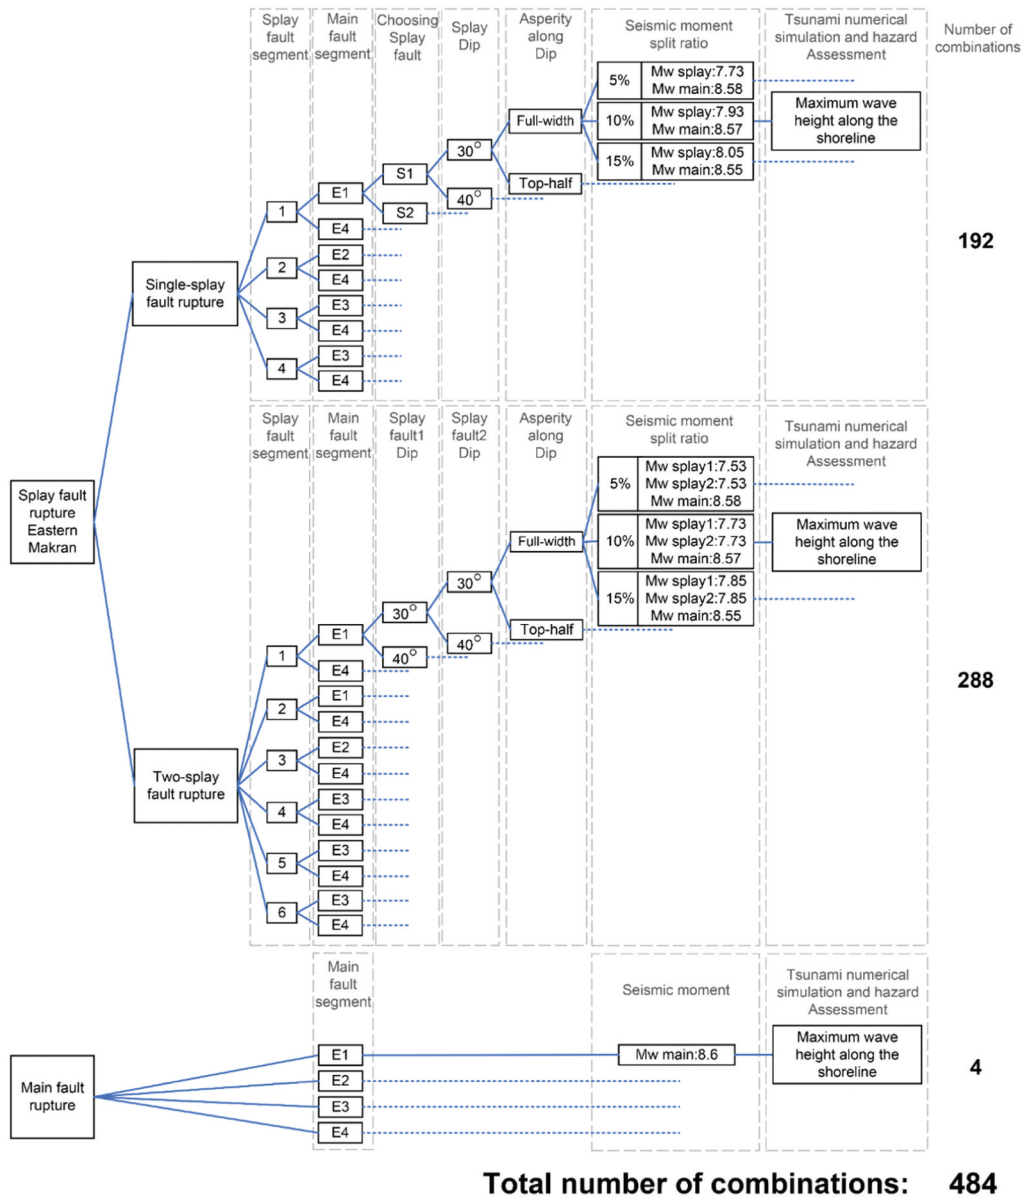 Splay
fault
segment
Main
fault
segment
Choosing
Splay
fault
Splay
Dip
Asperity
along
Dip
Seismic moment
split ratio
Tsunami numerical
simulation and hazard
Assessment
Number of
combinations
5%
Mw splay:7.73
Mw main:8.58
10%
Mw splay:7.93
Mw main:8.57
15%
Mw splay:8.05
Mw main:8.55
Maximum wave
height along the
shoreline
Full-width
Top-half
30°
40°
S1
S2
1
E1
E4
2
E2
E4
3
E3
E4
4
E3
E4
Single-splay
fault rupture
192
Splay fault
rupture
Eastern
Makran
Splay
fault
segment
Main
fault
segment
Splay
fault1
Dip
Splay
fault2
Dip
Asperity
along
Dip
Seismic moment
split ratio
Tsunami numerical
simulation and hazard
Assessment
5%
Mw splay1:7.53
Mw splay2:7.53
Mw main:8.58
10%
Mw splay1:7.73
Mw splay2:7.73
Mw main:8.57
15%
Mw splay1:7.85
Mw splay2:7.85
Mw main:8.55
Maximum wave
height along the
shoreline
Full-width
Top-half
30°
40°
30°
40°
1
E1
E4
2
E1
E4
3
E2
E4
4
E3
E4
5
E3
E4
6
E3
E4
Two-splay
fault rupture
288
Main
fault
segment
Seismic moment
Tsunami numerical
simulation and hazard
Assessment
Main fault
rupture
E1
E2
E3
E4
Mw main:8.6
Maximum wave
height along the
shoreline
4
Total number of combinations: 484